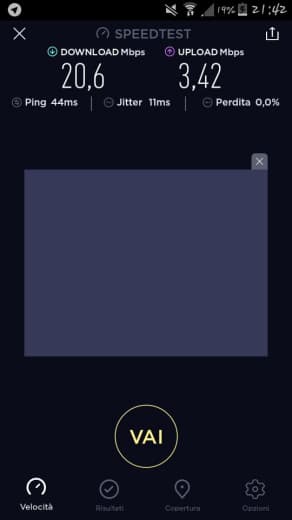 19% 21:42
SPEEDTEST
DOWNLOAD Mbps UPLOAD Mbps
20,6 3,42
Ping 44ms Jitter 11ms Perdita 0,0%
VAI
Velocità Risultati Copertura Opzioni